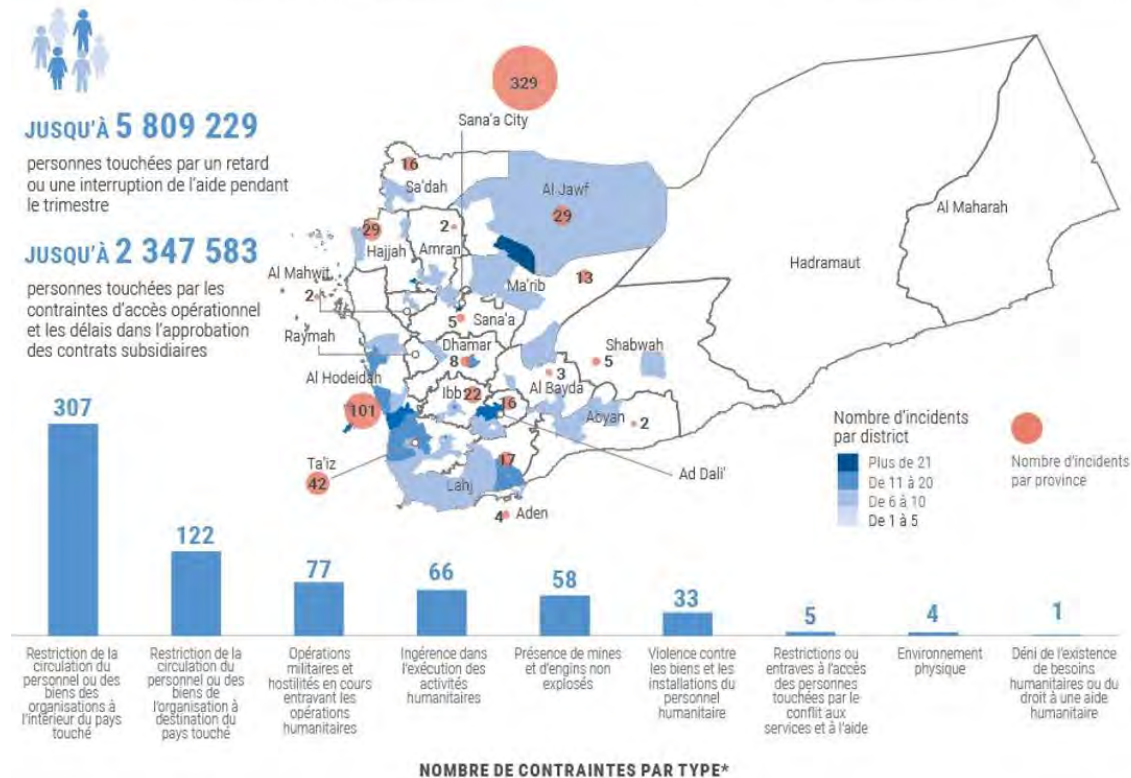 JUSQU'À 5 809 229
personnes touchées par un retard
ou une interruption de l'aide pendant
le trimestre
JUSQU'À 2 347 583
personnes touchées par les
contraintes d'accès opérationnel
et les délais dans l'approbation
des contrats subsidiaires
329
Sana'a City
16
Sa'dah
Al Jawf
29
29
Hajjah
2
Amran
Al Mahwit
2
Ma'rib
13
Al Maharah
Hadramaut
5
Sana'a
Raymah
Dhamar
8
Shabwah
5
Al Hodeidah
3
Al Bayda
Ibb
22
16
101
Abyan
2
Ta'iz
42
17
Lahj
Ad Dali'
4
Aden
Nombre d'incidents
par district
Plus de 21
De 11 à 20
De 6 à 10
De 1 à 5
Nombre d'incidents
par province
307
122
77
66
58
33
5
4
1
Restriction de la
circulation du
personnel ou des
biens des
organisations à
l'intérieur du pays
touché
Restriction de la
circulation du
personnel ou des
biens de
l'organisation à
destination du
pays touché
Opérations
militaires et
hostilités en cours
entravant les
opérations
humanitaires
Ingérence dans
l'exécution des
activités
humanitaires
Présence de mines
et d'engins non
explosés
Violence contre
les biens et les
installations du
personnel
humanitaire
Restrictions ou
entraves à l'accès
des personnes
touchées par le
conflit aux
services et à l'aide
Environnement
physique
Déni de l'existence
de besoins
humanitaires ou du
droit à une aide
humanitaire
NOMBRE DE CONTRAINTES PAR TYPE*